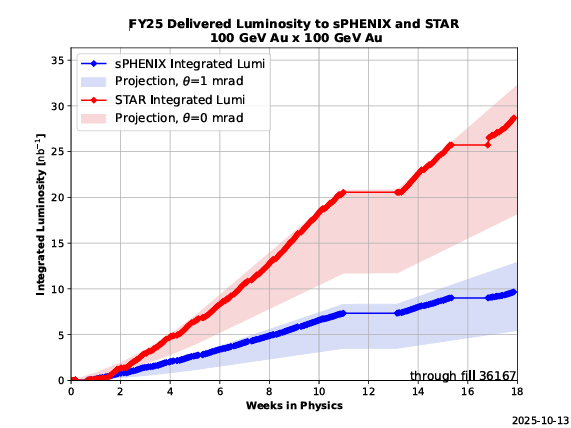 FY25 Delivered Luminosity to sPHENIX and STAR
100 GeV Au x 100 GeV Au
sPHENIX Integrated Lumi
Projection, θ=1 mrad
STAR Integrated Lumi
Projection, θ=0 mrad
Integrated Luminosity [nb⁻¹]
35
30
25
20
15
10
5
0
0 2 4 6 8 10 12 14 16 18
through fill 36167
Weeks in Physics
2025-10-13